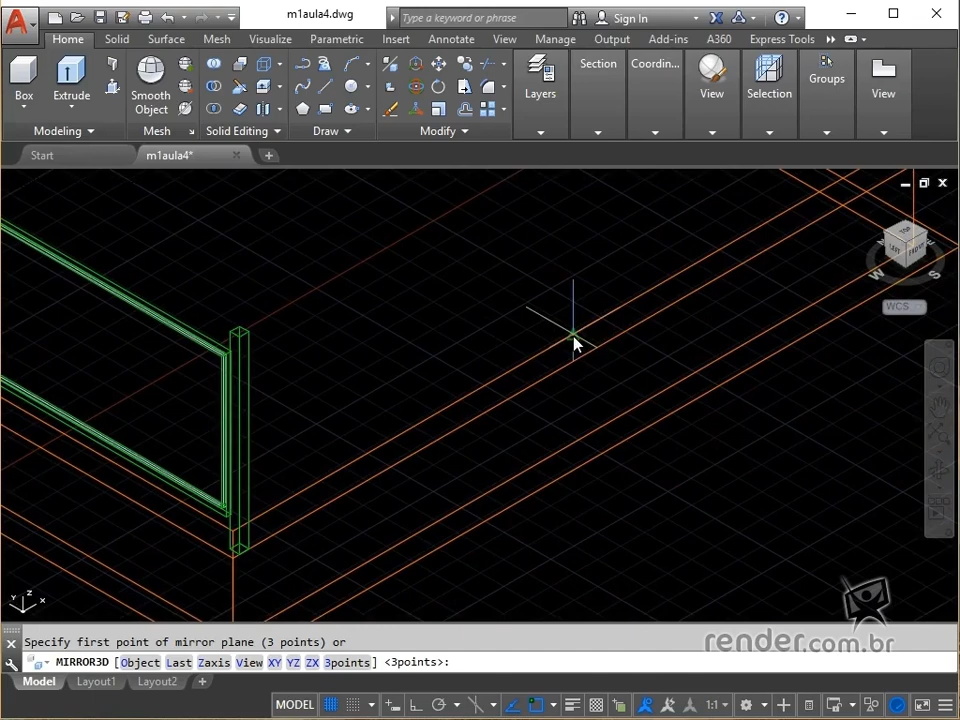 m1aula4.dwg
Type a keyword or phrase
Sign In
Home Solid Surface Mesh Visualize Parametric Insert Annotate View Manage Output Add-ins A360 Express Tools
Box
Extrude
Smooth
Object
Layers
Section
Coordin...
View
Selection
Groups
View
Modeling
Mesh
Solid Editing
Draw
Modify
Start
m1aula4*
TOP
W
S
WCS
Z
Y
X
render.com.br
Specify first point of mirror plane (3 points) or
MIRROR3D [Object Last Zaxis View XY YZ ZX 3points] <3points>:
Model Layout1 Layout2
MODEL
1:1